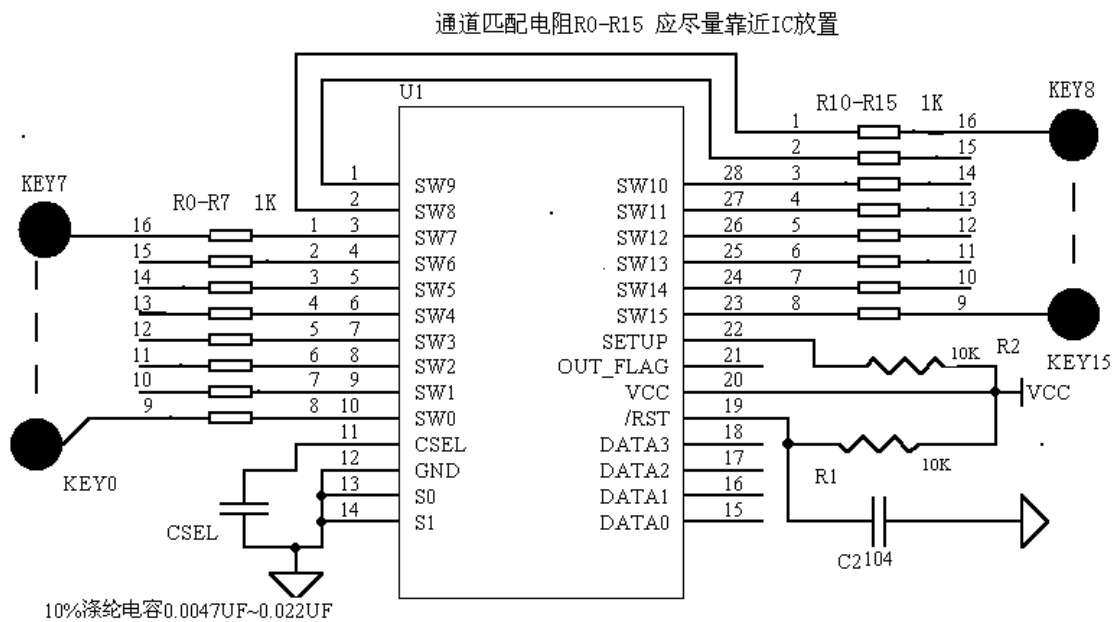 通道匹配电阻R0-R15 应尽量靠近IC放置
U1
R10-R15 1K
KEY8
1 16
2 15
1 SW9 SW10 28 3 14
KEY7
R0-R7 1K
2 SW8 SW11 27 4 13
16 1 3 SW7 SW12 26 5 12
15 2 4 SW6 SW13 25 6 11
14 3 5 SW5 SW14 24 7 10
13 4 6 SW4 SW15 23 8 9
12 5 7 SW3 SETUP 22
R2
10K
KEY15
11 6 8 SW2 OUT_FLAG 21
10 7 9 SW1 VCC 20
VCC
9 8 10 SW0 /RST 19
11 CSEL DATA3 18
10K
R1
KEY0
12 GND DATA2 17
13 S0 DATA1 16
14 S1 DATA0 15
CSEL
C2 104
10%涤纶电容0.0047UF~0.022UF